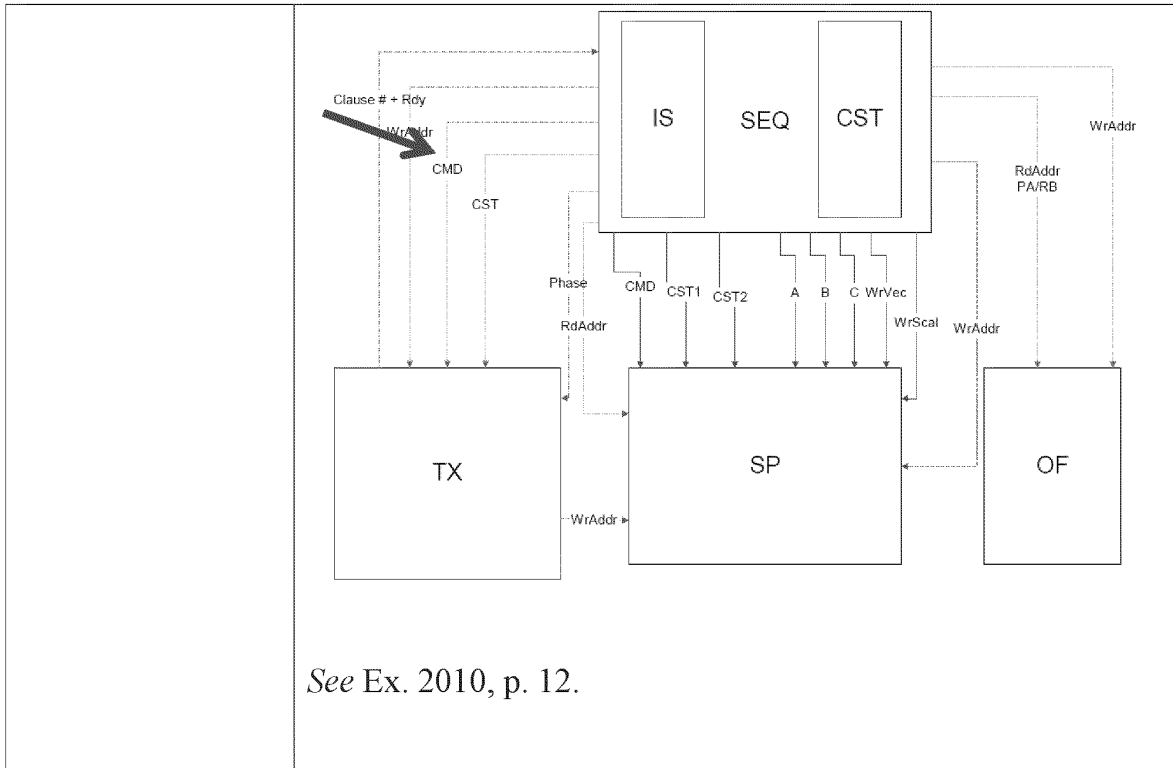 IS
SEQ
CST
Clause # + Rdy
WrAddr
CMD
CST
WrAddr
RdAddr
PA/RB
Phase
RdAddr
CMD
CST1
CST2
A
B
C
WrVec
WrScal
WrAddr
TX
SP
OF
WrAddr
See Ex. 2010, p. 12.